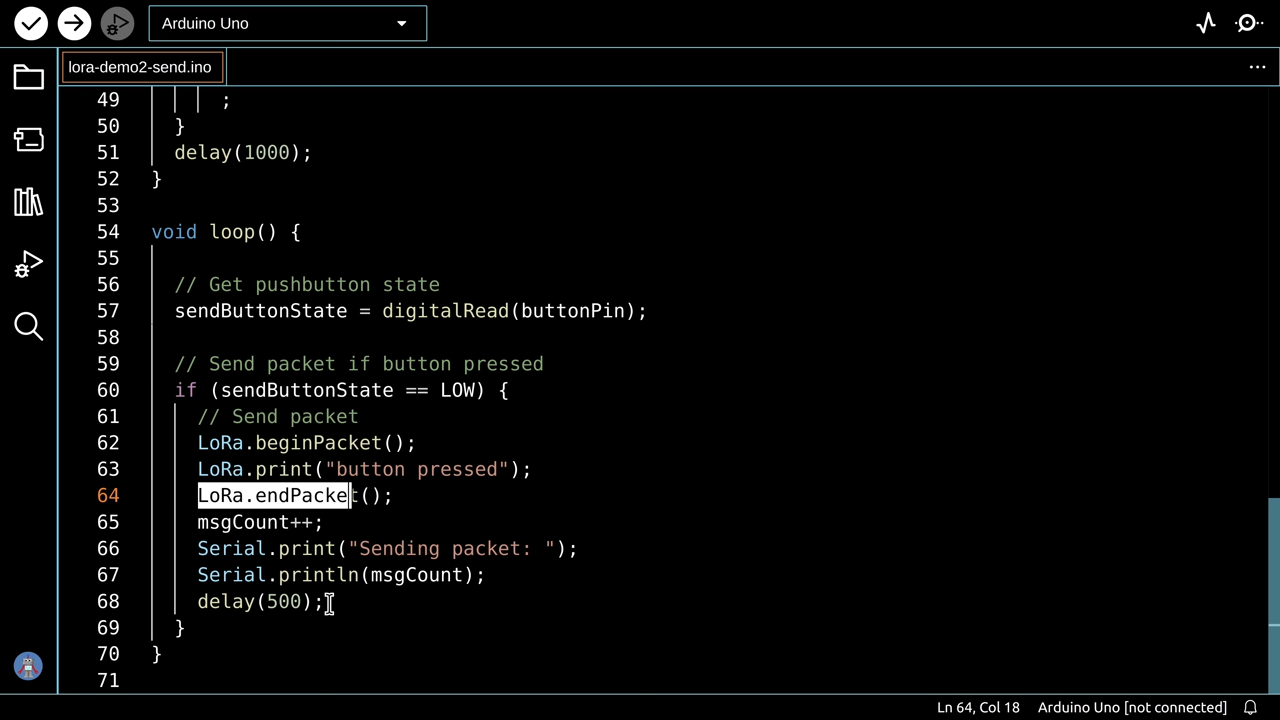 Arduino Uno
lora-demo2-send.ino
49 ;
50 }
51 delay(1000);
52 }
53
54 void loop() {
55
56 // Get pushbutton state
57 sendButtonState = digitalRead(buttonPin);
58
59 // Send packet if button pressed
60 if (sendButtonState == LOW) {
61 // Send packet
62 LoRa.beginPacket();
63 LoRa.print("button pressed");
64 LoRa.endPacket();
65 msgCount++;
66 Serial.print("Sending packet: ");
67 Serial.println(msgCount);
68 delay(500);
69 }
70 }
71
Ln 64, Col 18 Arduino Uno [not connected]